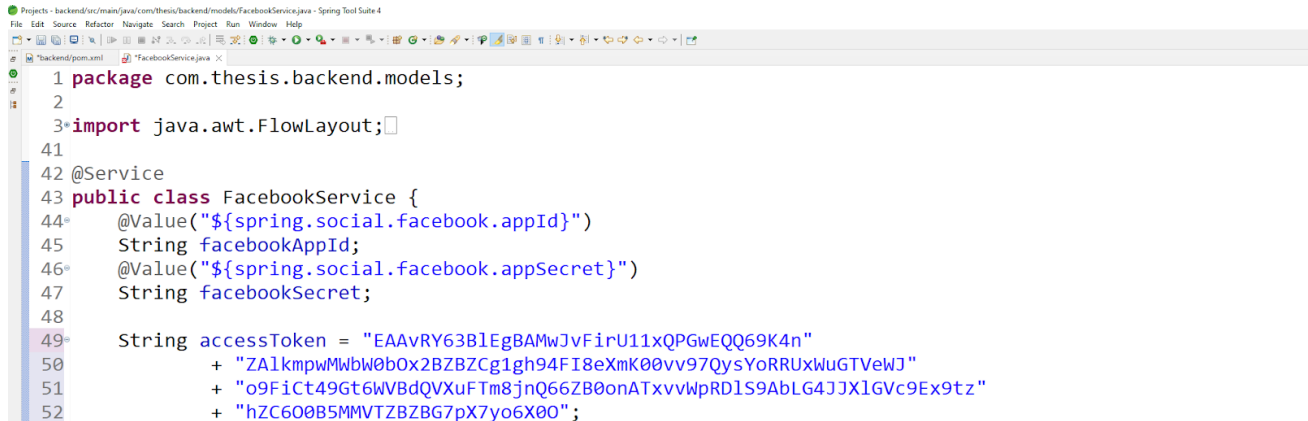 Projects - backend/src/main/java/com/thesis/backend/models/FacebookService.java - Spring Tool Suite 4
File Edit Source Refactor Navigate Search Project Run Window Help
*backend/pom.xml *FacebookService.java
1 package com.thesis.backend.models;
2
3 import java.awt.FlowLayout;
41
42 @Service
43 public class FacebookService {
44 @Value("${spring.social.facebook.appId}")
45 String facebookAppId;
46 @Value("${spring.social.facebook.appSecret}")
47 String facebookSecret;
48
49 String accessToken = "EAAvRY63BlEgBAMwJvFirU11xQPGwEQQ69K4n"
50 + "ZAlkmpwMWbW0bOx2BZBZCg1gh94FI8eXmK00vv97QysYoRRUxWuGTVeWJ"
51 + "o9FiCt49Gt6WVBdQVXuFTm8jnQ66ZB0onATxvvWpRDlS9AbLG4JJXlGVc9Ex9tz"
52 + "hZC6O0B5MMVTZBZBG7pX7yo6X0O";